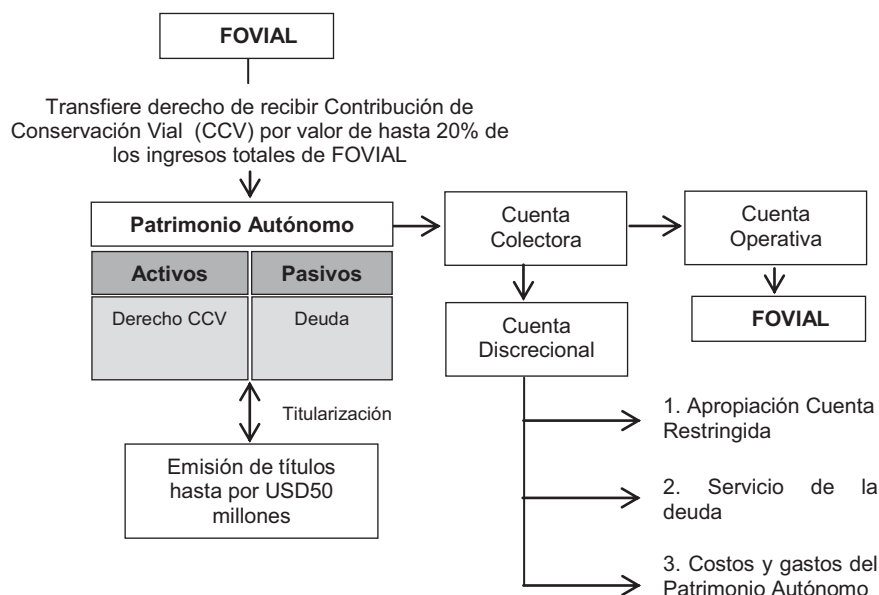 FOVIAL
Transfiere derecho de recibir Contribución de
Conservación Vial (CCV) por valor de hasta 20% de
los ingresos totales de FOVIAL
Patrimonio Autónomo
Activos
Pasivos
Derecho CCV
Deuda
Titularización
Emisión de títulos
hasta por USD50
millones
Cuenta
Colectora
Cuenta
Operativa
FOVIAL
Cuenta
Discrecional
1. Apropiación Cuenta
Restringida
2. Servicio de la
deuda
3. Costos y gastos del
Patrimonio Autónomo